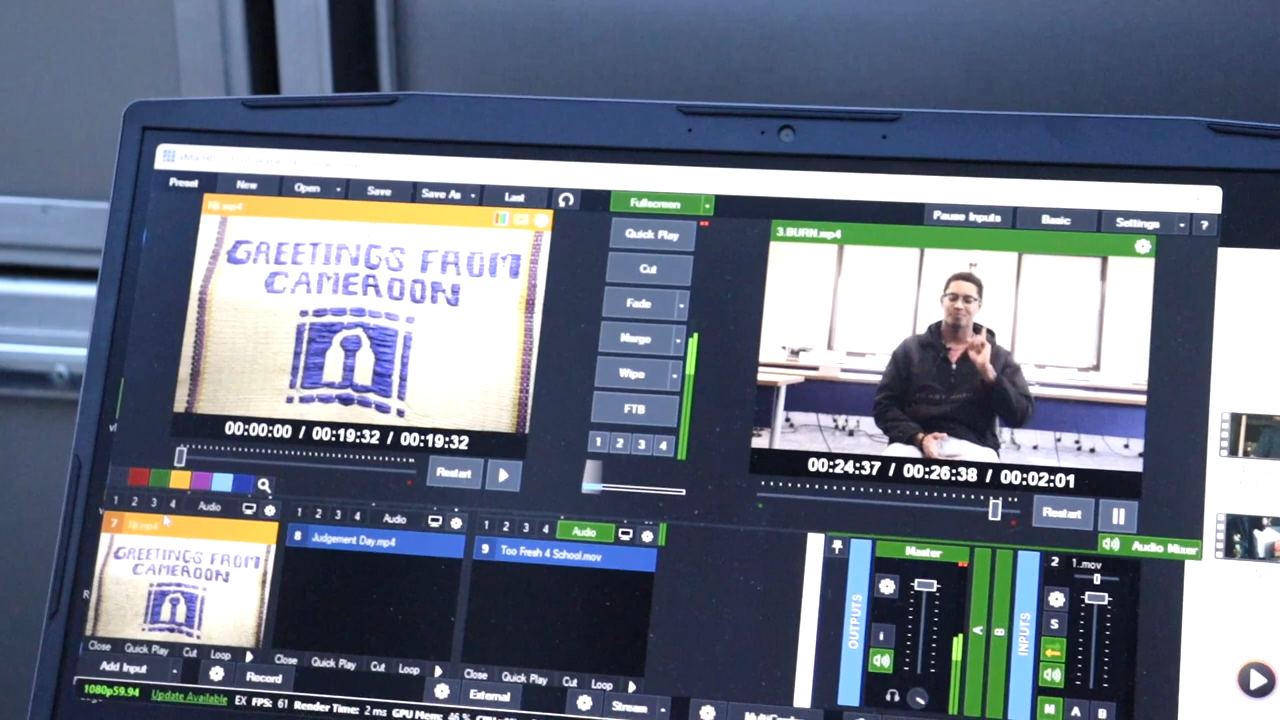 Preset New Open Save Save As Last Fullscreen Pause Inputs Basic Settings ?
Nji.mp4
GREETINGS FROM
CAMEROON
00:00:00 / 00:19:32 / 00:19:32
Restart
Quick Play
Cut
Fade
Merge
Wipe
FTB
1 2 3 4
3.BURN.mp4
00:24:37 / 00:26:38 / 00:02:01
Restart
1 2 3 4 Audio
7 Nji.mp4
GREETINGS FROM
CAMEROON
Close Quick Play Cut Loop
1 2 3 4 Audio
8 Judgement Day.mp4
Close Quick Play Cut Loop
1 2 3 4 Audio
9 Too Fresh 4 School.mov
Close Quick Play Cut Loop
Audio Mixer
OUTPUTS
Master
A
B
INPUTS
2 1..mov
S
M A B
Add Input Record External Stream
1080p59.94 Update Available EX FPS: 61 Render Time: 2 ms GPU Mem: 46 %